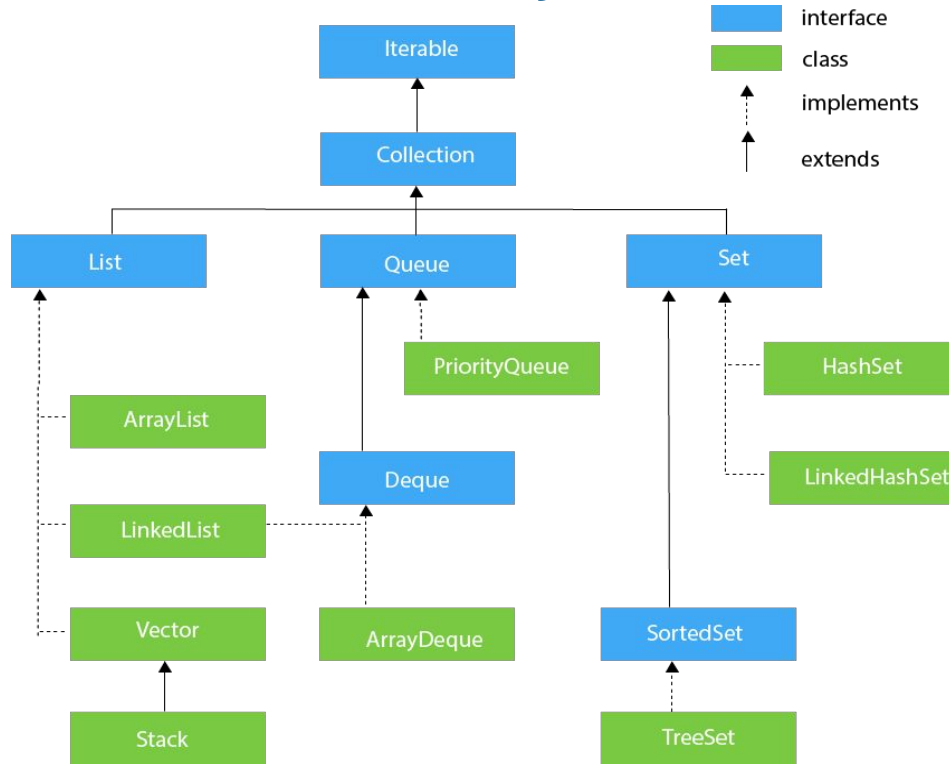 interface
Iterable
class
implements
Collection
extends
List
Queue
Set
PriorityQueue
HashSet
ArrayList
Deque
LinkedHashSet
LinkedList
Vector
ArrayDeque
SortedSet
Stack
TreeSet